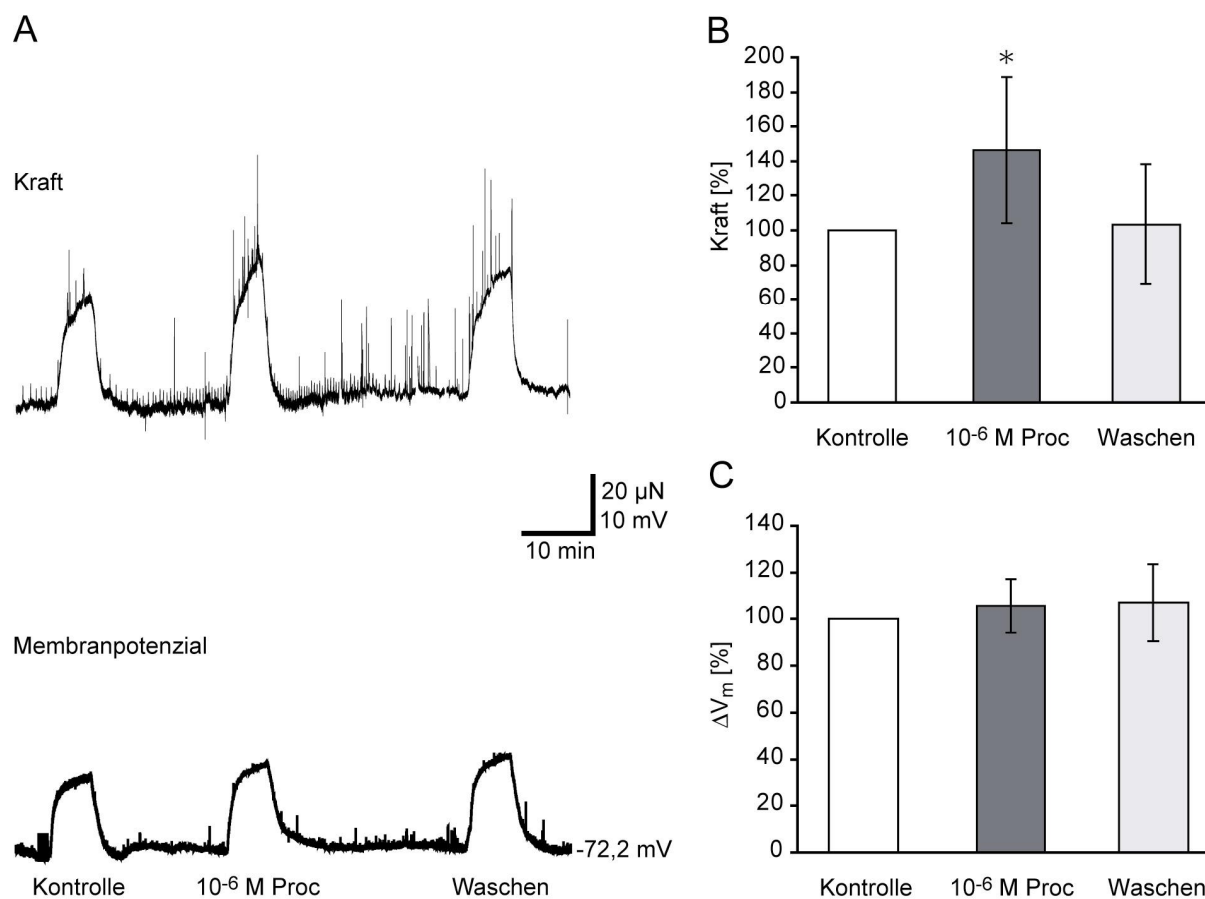 A
Kraft
20 µN
10 mV
10 min
Membranpotenzial
-72,2 mV
Kontrolle
10-6 M Proc
Waschen
B
Kraft [%]
200
180
160
140
120
100
80
60
40
20
0
*
Kontrolle
10-6 M Proc
Waschen
C
ΔVm [%]
140
120
100
80
60
40
20
0
Kontrolle
10-6 M Proc
Waschen